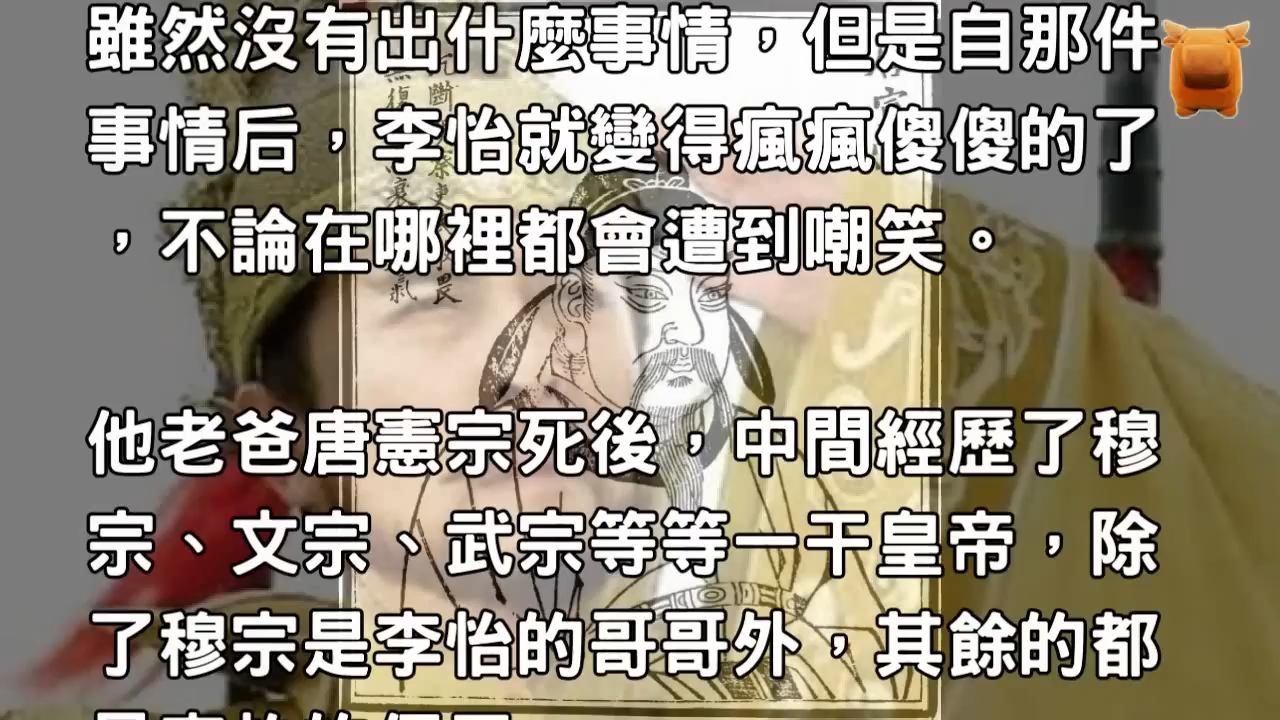 雖然沒有出什麼事情，但是自那件
事情后，李怡就變得瘋瘋傻傻的了
，不論在哪裡都會遭到嘲笑。
他老爸唐憲宗死後，中間經歷了穆
宗、文宗、武宗等等一干皇帝，除
了穆宗是李怡的哥哥外，其餘的都